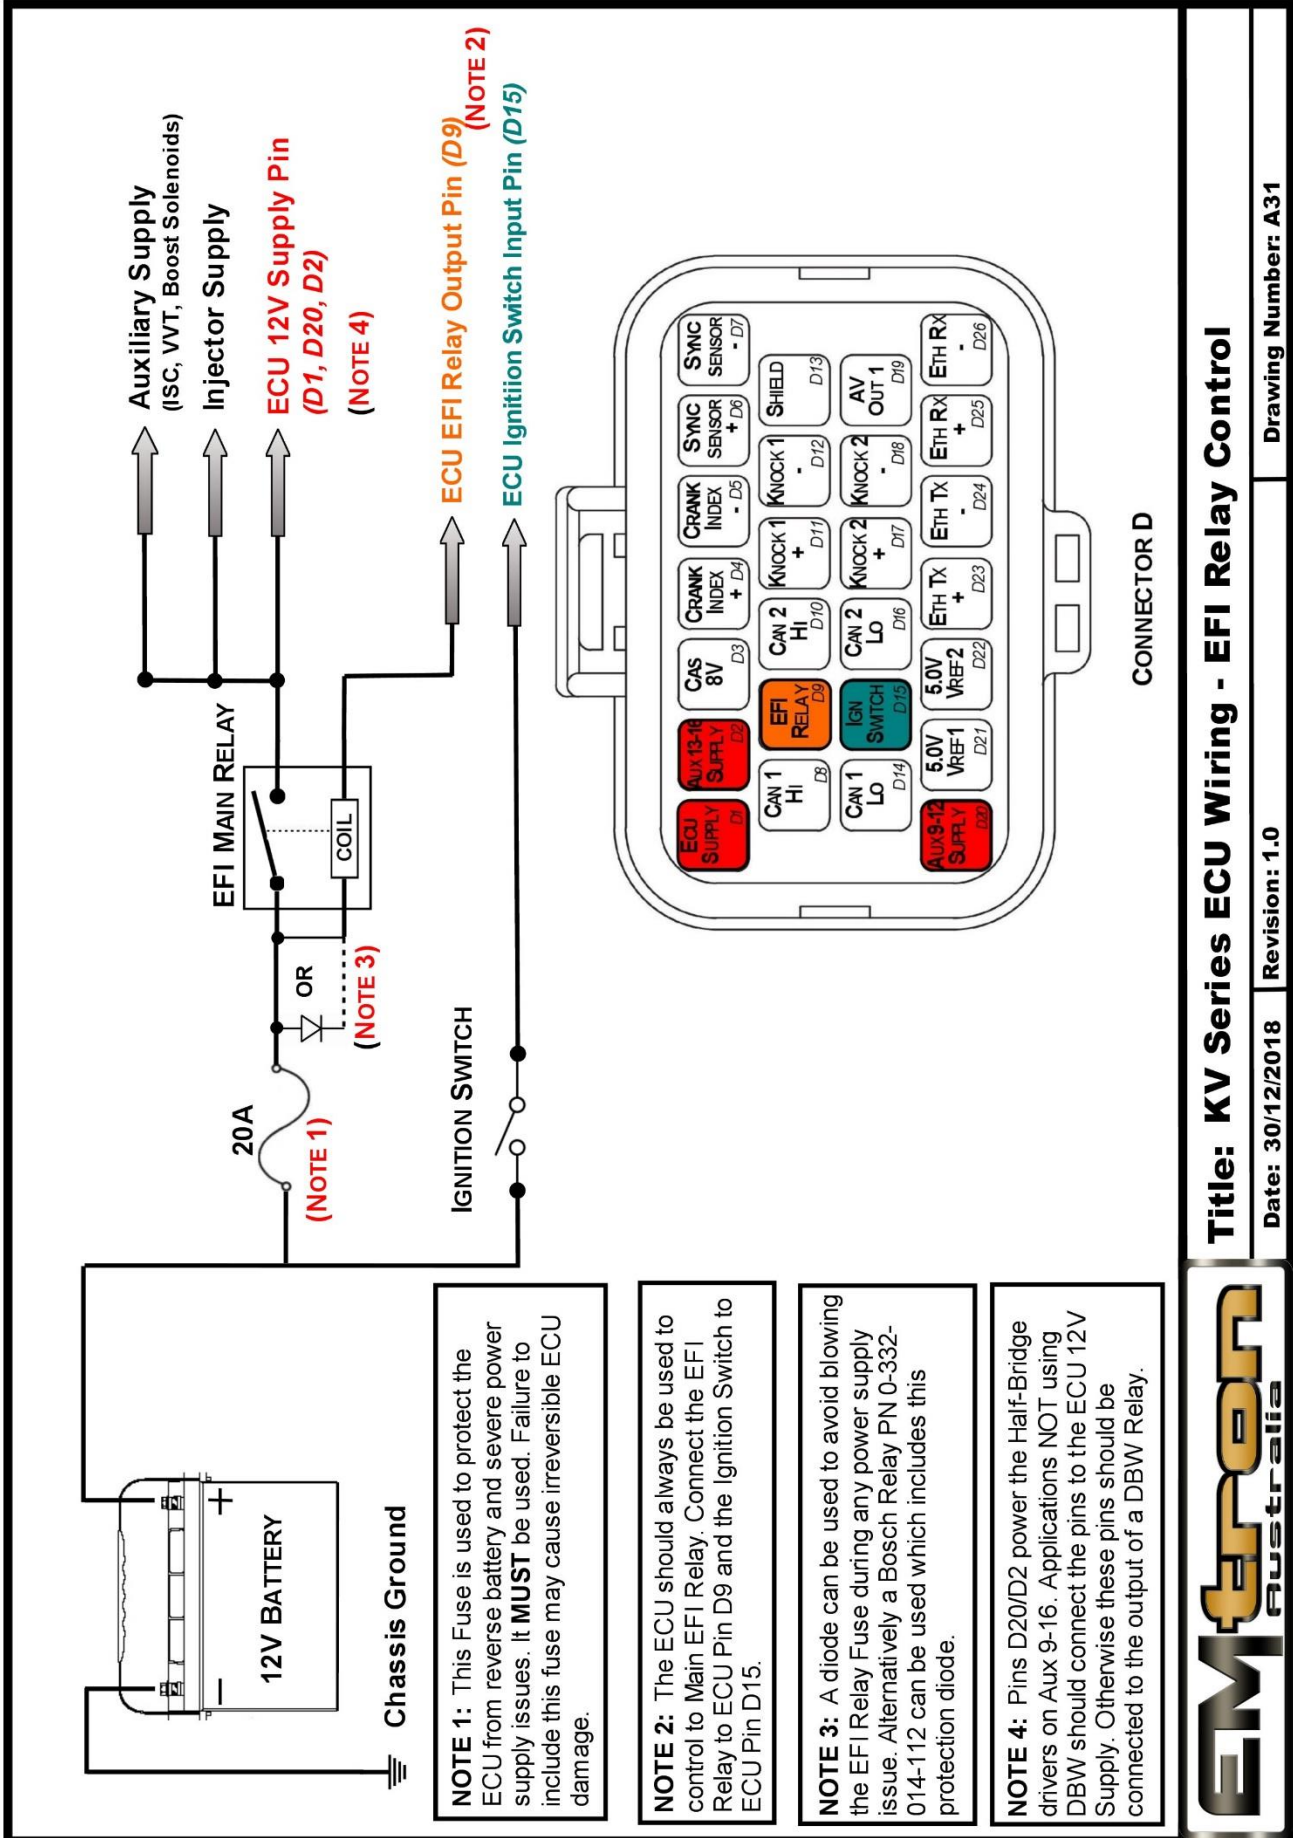 12V BATTERY
Chassis Ground
20A
(NOTE 1)
OR
(NOTE 3)
EFI MAIN RELAY
COIL
IGNITION SWITCH
Auxiliary Supply
(ISC, VVT, Boost Solenoids)
Injector Supply
ECU 12V Supply Pin
(D1, D20, D2)
(NOTE 4)
ECU EFI Relay Output Pin (D9)
(NOTE 2)
ECU Ignitiion Switch Input Pin (D15)
NOTE 1: This Fuse is used to protect the
ECU from reverse battery and severe power
supply issues. It MUST be used. Failure to
include this fuse may cause irreversible ECU
damage.
NOTE 2: The ECU should always be used to
control to Main EFI Relay. Connect the EFI
Relay to ECU Pin D9 and the Ignition Switch to
ECU Pin D15.
NOTE 3: A diode can be used to avoid blowing
the EFI Relay Fuse during any power supply
issue. Alternatively a Bosch Relay PN 0-332-
014-112 can be used which includes this
protection diode.
NOTE 4: Pins D20/D2 power the Half-Bridge
drivers on Aux 9-16. Applications NOT using
DBW should connect the pins to the ECU 12V
Supply. Otherwise these pins should be
connected to the output of a DBW Relay.
ECU SUPPLY D1
AUX 13-16 SUPPLY D2
CAS 8V D3
CRANK INDEX + D4
CRANK INDEX - D5
SYNC SENSOR + D6
SYNC SENSOR - D7
CAN 1 HI D8
EFI RELAY D9
CAN 2 HI D10
KNOCK 1 + D11
KNOCK 1 - D12
SHIELD D13
CAN 1 LO D14
IGN SWITCH D15
CAN 2 LO D16
KNOCK 2 + D17
KNOCK 2 - D18
AV OUT 1 D19
AUX9-12 SUPPLY D20
5.0V VREF1 D21
5.0V VREF2 D22
ETH TX + D23
ETH TX - D24
ETH RX + D25
ETH RX - D26
CONNECTOR D
EMtron
Australia
Title: KV Series ECU Wiring - EFI Relay Control
Date: 30/12/2018
Revision: 1.0
Drawing Number: A31